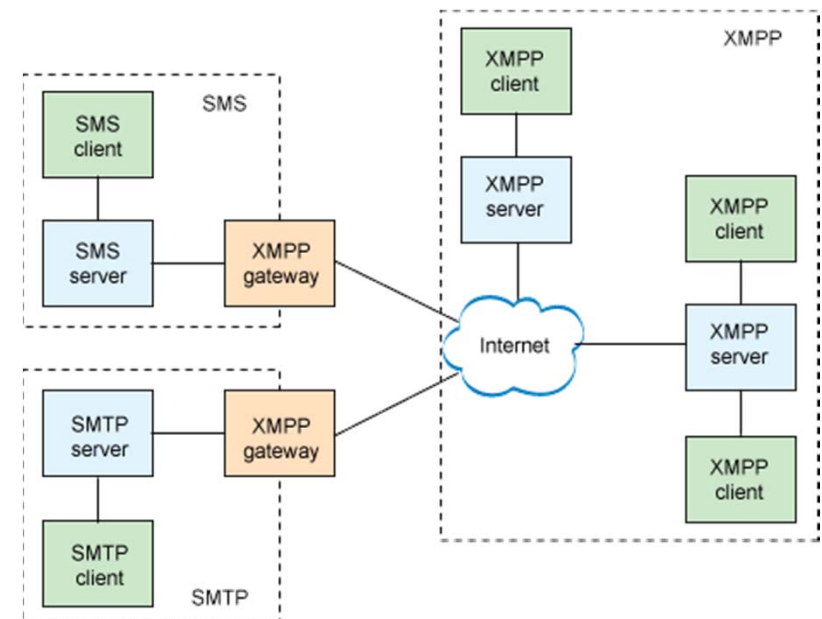 XMPP
XMPP
client
SMS
SMS
client
XMPP
server
XMPP
client
SMS
server
XMPP
gateway
Internet
XMPP
server
SMTP
server
XMPP
gateway
XMPP
client
SMTP
client
SMTP